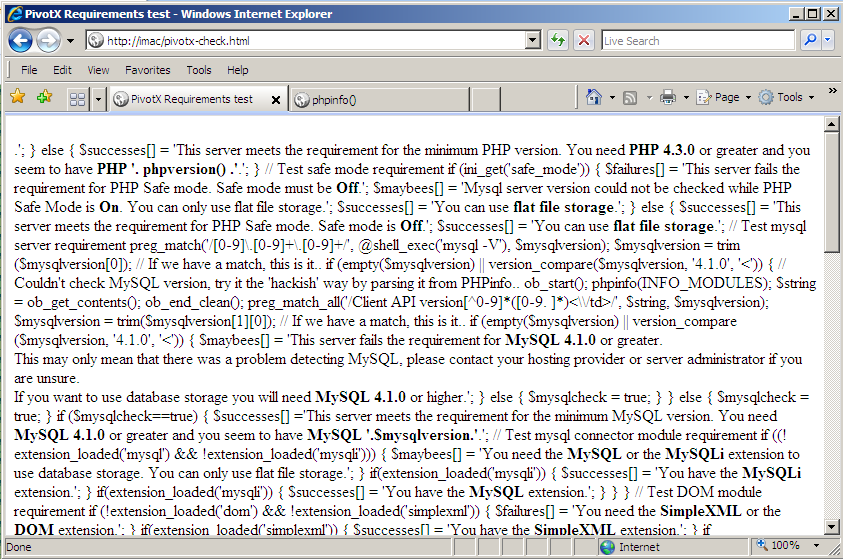 PivotX Requirements test - Windows Internet Explorer
http://imac/pivotx-check.html
Live Search
File Edit View Favorites Tools Help
PivotX Requirements test
phpinfo()
Page Tools
.'; } else { $successes[] = 'This server meets the requirement for the minimum PHP version. You need PHP 4.3.0 or greater and you
seem to have PHP '. phpversion() .'.'; } // Test safe mode requirement if (ini_get('safe_mode')) { $failures[] = 'This server fails the
requirement for PHP Safe mode. Safe mode must be Off.'; $maybees[] = 'Mysql server version could not be checked while PHP
Safe Mode is On. You can only use flat file storage.'; $successes[] = 'You can use flat file storage.'; } else { $successes[] = 'This
server meets the requirement for PHP Safe mode. Safe mode is Off.'; $successes[] = 'You can use flat file storage.'; // Test mysql
server requirement preg_match('/[0-9]\.[0-9]+\.[0-9]+/', @shell_exec('mysql -V'), $mysqlversion); $mysqlversion = trim
($mysqlversion[0]); // If we have a match, this is it.. if (empty($mysqlversion) || version_compare($mysqlversion, '4.1.0', '<')) { //
Couldn't check MySQL version, try it the 'hackish' way by parsing it from PHPinfo.. ob_start(); phpinfo(INFO_MODULES); $string
= ob_get_contents(); ob_end_clean(); preg_match_all('/Client API version[^0-9]*([0-9. ]*)<\/td>/', $string, $mysqlversion);
$mysqlversion = trim($mysqlversion[1][0]); // If we have a match, this is it.. if (empty($mysqlversion) || version_compare
($mysqlversion, '4.1.0', '<')) { $maybees[] = 'This server fails the requirement for MySQL 4.1.0 or greater.
This may only mean that there was a problem detecting MySQL, please contact your hosting provider or server administrator if you
are unsure.
If you want to use database storage you will need MySQL 4.1.0 or higher.'; } else { $mysqlcheck = true; } } else { $mysqlcheck =
true; } if ($mysqlcheck==true) { $successes[] ='This server meets the requirement for the minimum MySQL version. You need
MySQL 4.1.0 or greater and you seem to have MySQL '.$mysqlversion.'.'; // Test mysql connector module requirement if ((!
extension_loaded('mysql') && !extension_loaded('mysqli'))) { $maybees[] = 'You need the MySQL or the MySQLi extension to
use database storage. You can only use flat file storage.'; } if(extension_loaded('mysqli')) { $successes[] = 'You have the MySQLi
extension.'; } if(extension_loaded('mysqli')) { $successes[] = 'You have the MySQL extension.'; } } } // Test DOM module
requirement if (!extension_loaded('dom') && !extension_loaded('simplexml')) { $failures[] = 'You need the SimpleXML or the
DOM extension.'; } if(extension_loaded('simplexml')) { $successes[] = 'You have the SimpleXML extension.'; } if
Done
Internet
100%